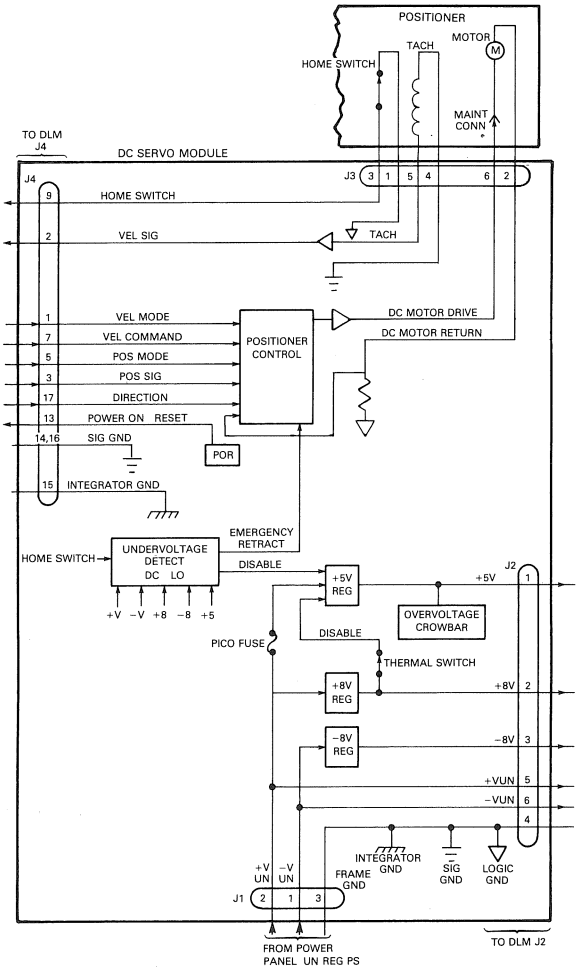 POSITIONER
MOTOR
M
TACH
HOME SWITCH
MAINT
CONN
TO DLM
J4
DC SERVO MODULE
J3 3 1 5 4 6 2
J4
9 HOME SWITCH
2 VEL SIG
TACH
1 VEL MODE
7 VEL COMMAND
5 POS MODE
3 POS SIG
17 DIRECTION
13 POWER ON RESET
14,16 SIG GND
15 INTEGRATOR GND
POSITIONER
CONTROL
DC MOTOR DRIVE
DC MOTOR RETURN
POR
EMERGENCY
RETRACT
HOME SWITCH
UNDERVOLTAGE
DETECT
DC LO
DISABLE
+V −V +8 −8 +5
+5V
REG
J2
+5V 1
OVERVOLTAGE
CROWBAR
PICO FUSE
DISABLE
THERMAL SWITCH
+8V
REG
+8V 2
−8V
REG
−8V 3
+VUN 5
−VUN 6
4
INTEGRATOR
GND
SIG
GND
LOGIC
GND
+V
UN
−V
UN
FRAME
GND
J1 2 1 3
FROM POWER
PANEL UN REG PS
TO DLM J2